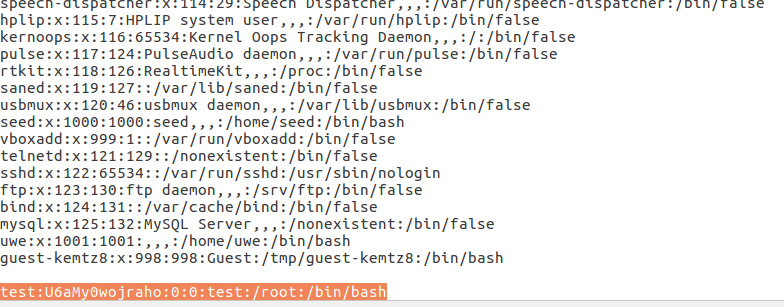 speech-dispatcher:x:114:29:Speech Dispatcher,,,:/var/run/speech-dispatcher:/bin/false
hplip:x:115:7:HPLIP system user,,,:/var/run/hplip:/bin/false
kernoops:x:116:65534:Kernel Oops Tracking Daemon,,,:/:/bin/false
pulse:x:117:124:PulseAudio daemon,,,:/var/run/pulse:/bin/false
rtkit:x:118:126:RealtimeKit,,,:/proc:/bin/false
saned:x:119:127::/var/lib/saned:/bin/false
usbmux:x:120:46:usbmux daemon,,,:/var/lib/usbmux:/bin/false
seed:x:1000:1000:seed,,,:/home/seed:/bin/bash
vboxadd:x:999:1::/var/run/vboxadd:/bin/false
telnetd:x:121:129::/nonexistent:/bin/false
sshd:x:122:65534::/var/run/sshd:/usr/sbin/nologin
ftp:x:123:130:ftp daemon,,,:/srv/ftp:/bin/false
bind:x:124:131::/var/cache/bind:/bin/false
mysql:x:125:132:MySQL Server,,,:/nonexistent:/bin/false
uwe:x:1001:1001:,,,:/home/uwe:/bin/bash
guest-kemtz8:x:998:998:Guest:/tmp/guest-kemtz8:/bin/bash
test:U6aMy0wojraho:0:0:test:/root:/bin/bash